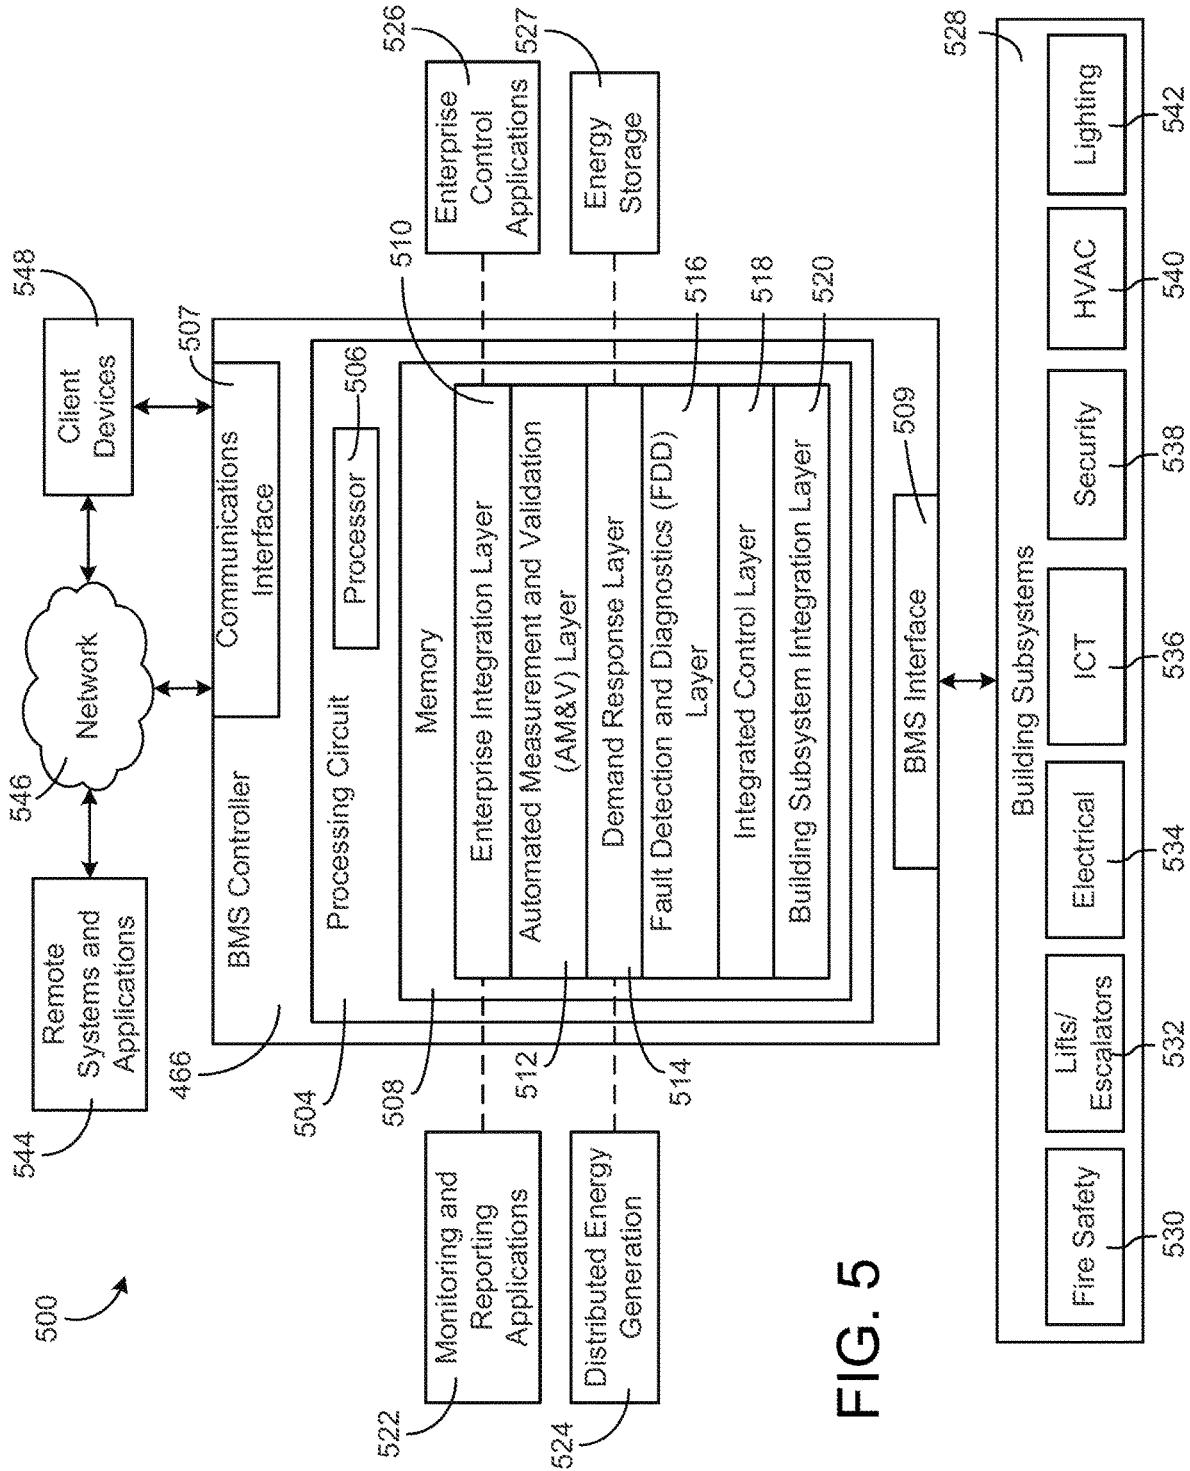 500
546
Network
544
Remote
Systems and
Applications
548
Client
Devices
466
BMS Controller
507
Communications
Interface
504
Processing Circuit
506
Processor
508
Memory
510
Enterprise Integration Layer
512
Automated Measurement and Validation
(AM&V) Layer
514
Demand Response Layer
516
Fault Detection and Diagnostics (FDD)
Layer
518
Integrated Control Layer
520
Building Subsystem Integration Layer
522
Monitoring and
Reporting
Applications
524
Distributed Energy
Generation
526
Enterprise
Control
Applications
527
Energy
Storage
509
BMS Interface
528
Building Subsystems
Fire Safety
Lifts/
Escalators
Electrical
ICT
Security
HVAC
Lighting
530
532
534
536
538
540
542
FIG. 5